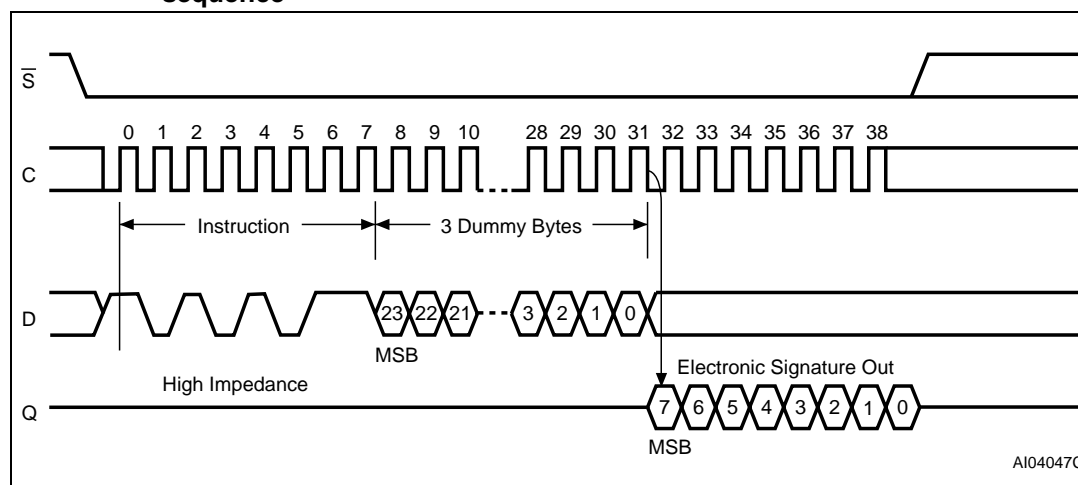 sequence
S
0 1 2 3 4 5 6 7 8 9 10 28 29 30 31 32 33 34 35 36 37 38
C
Instruction 3 Dummy Bytes
D 23 22 21 3 2 1 0
MSB
High Impedance Electronic Signature Out
Q 7 6 5 4 3 2 1 0
MSB